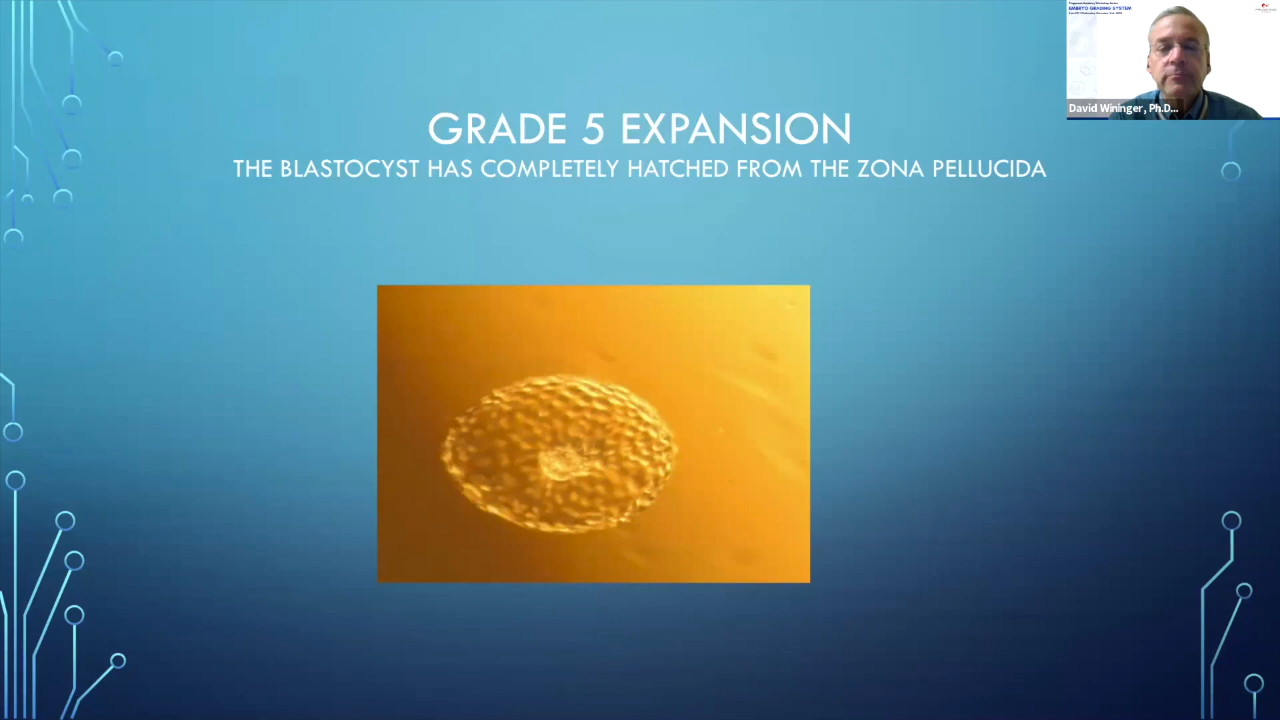 GRADE 5 EXPANSION
THE BLASTOCYST HAS COMPLETELY HATCHED FROM THE ZONA PELLUCIDA
EMBRYO GRADING SYSTEM
David Wininger, Ph.D...